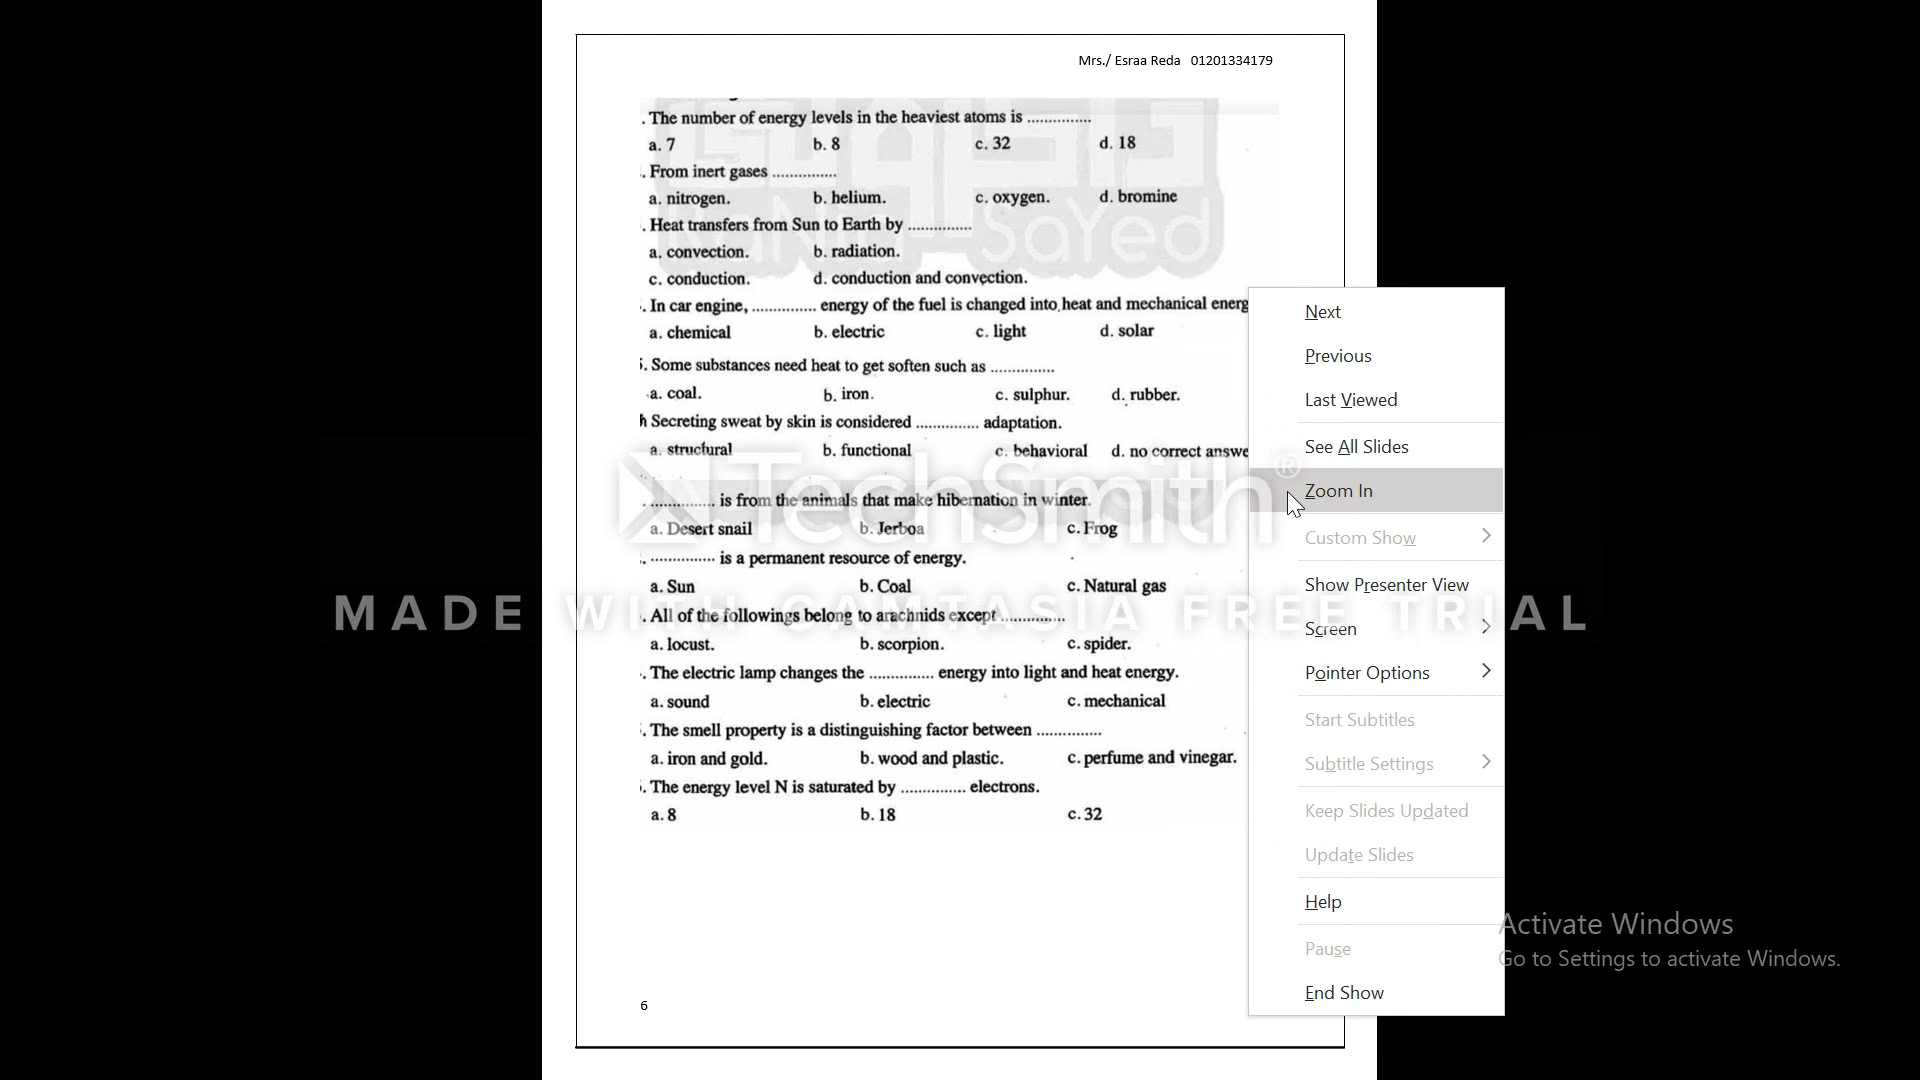 Mrs./ Esraa Reda 01201334179
. The number of energy levels in the heaviest atoms is ...............
a. 7 b. 8 c. 32 d. 18
. From inert gases ...............
a. nitrogen. b. helium. c. oxygen. d. bromine
. Heat transfers from Sun to Earth by ...............
a. convection. b. radiation.
c. conduction. d. conduction and convection.
. In car engine, ............... energy of the fuel is changed into heat and mechanical energ
a. chemical b. electric c. light d. solar
. Some substances need heat to get soften such as ...............
a. coal. b. iron. c. sulphur. d. rubber.
Secreting sweat by skin is considered ............... adaptation.
a. structural b. functional c. behavioral d. no correct answe
. ............... is from the animals that make hibernation in winter.
a. Desert snail b. Jerboa c. Frog
. ............... is a permanent resource of energy.
a. Sun b. Coal c. Natural gas
. All of the followings belong to arachnids except ...............
a. locust. b. scorpion. c. spider.
. The electric lamp changes the ............... energy into light and heat energy.
a. sound b. electric c. mechanical
. The smell property is a distinguishing factor between ...............
a. iron and gold. b. wood and plastic. c. perfume and vinegar.
. The energy level N is saturated by ............... electrons.
a. 8 b. 18 c. 32
6
SaYed
TechSmith®
MADE WITH CAMTASIA FREE TRIAL
Next
Previous
Last Viewed
See All Slides
Zoom In
Custom Show
Show Presenter View
Screen
Pointer Options
Start Subtitles
Subtitle Settings
Keep Slides Updated
Update Slides
Help
Pause
End Show
Activate Windows
Go to Settings to activate Windows.